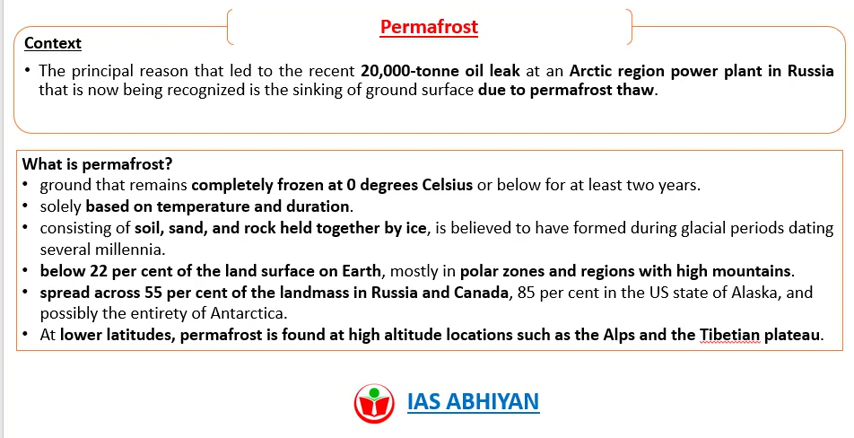 Permafrost
Context
• The principal reason that led to the recent 20,000-tonne oil leak at an Arctic region power plant in Russia
that is now being recognized is the sinking of ground surface due to permafrost thaw.
What is permafrost?
• ground that remains completely frozen at 0 degrees Celsius or below for at least two years.
• solely based on temperature and duration.
• consisting of soil, sand, and rock held together by ice, is believed to have formed during glacial periods dating
several millennia.
• below 22 per cent of the land surface on Earth, mostly in polar zones and regions with high mountains.
• spread across 55 per cent of the landmass in Russia and Canada, 85 per cent in the US state of Alaska, and
possibly the entirety of Antarctica.
• At lower latitudes, permafrost is found at high altitude locations such as the Alps and the Tibetian plateau.
IAS ABHIYAN